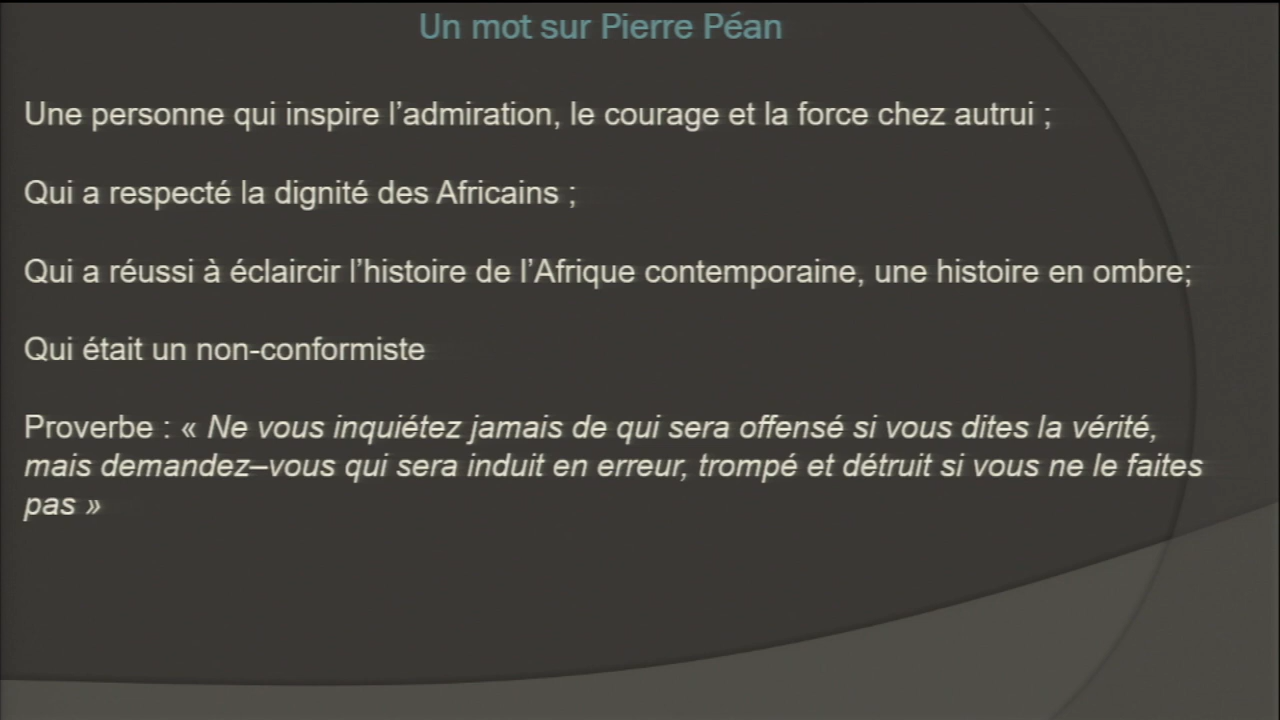 Un mot sur Pierre Péan
Une personne qui inspire l’admiration, le courage et la force chez autrui ;
Qui a respecté la dignité des Africains ;
Qui a réussi à éclaircir l’histoire de l’Afrique contemporaine, une histoire en ombre;
Qui était un non-conformiste
Proverbe : « Ne vous inquiétez jamais de qui sera offensé si vous dites la vérité,
mais demandez–vous qui sera induit en erreur, trompé et détruit si vous ne le faites
pas »